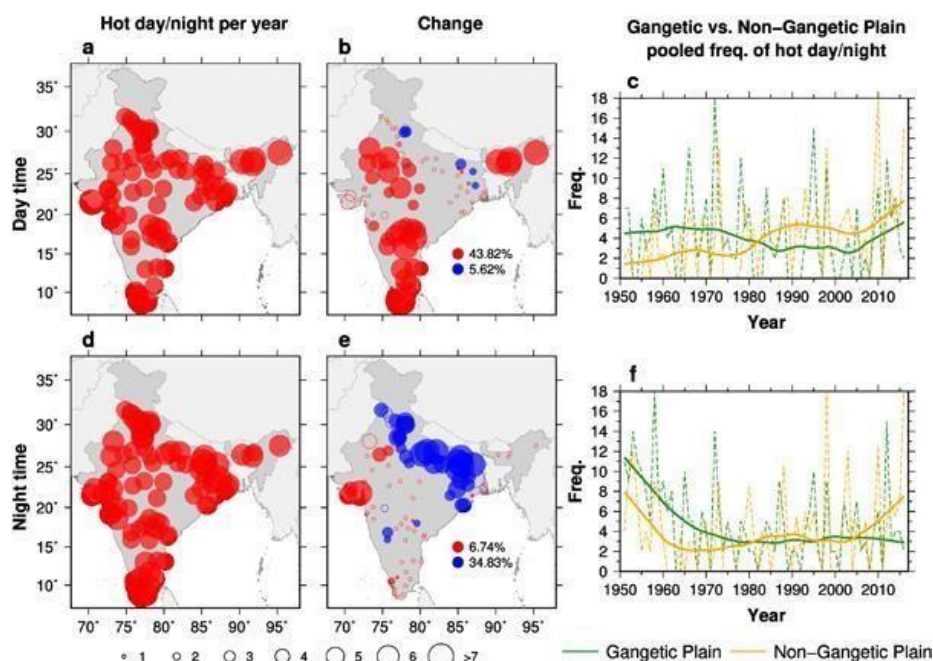 Hot day/night per year
Change
Gangetic vs. Non−Gangetic Plain
pooled freq. of hot day/night
a
b
c
Day time
35˚
30˚
25˚
20˚
15˚
10˚
43.82%
5.62%
Freq.
18
16
14
12
10
8
6
4
2
0
1950 1960 1970 1980 1990 2000 2010
Year
d
e
f
Night time
35˚
30˚
25˚
20˚
15˚
10˚
70˚ 75˚ 80˚ 85˚ 90˚ 95˚
6.74%
34.83%
70˚ 75˚ 80˚ 85˚ 90˚ 95˚
Freq.
18
16
14
12
10
8
6
4
2
0
1950 1960 1970 1980 1990 2000 2010
Year
1 2 3 4 5 6 >7
Gangetic Plain Non−Gangetic Plain